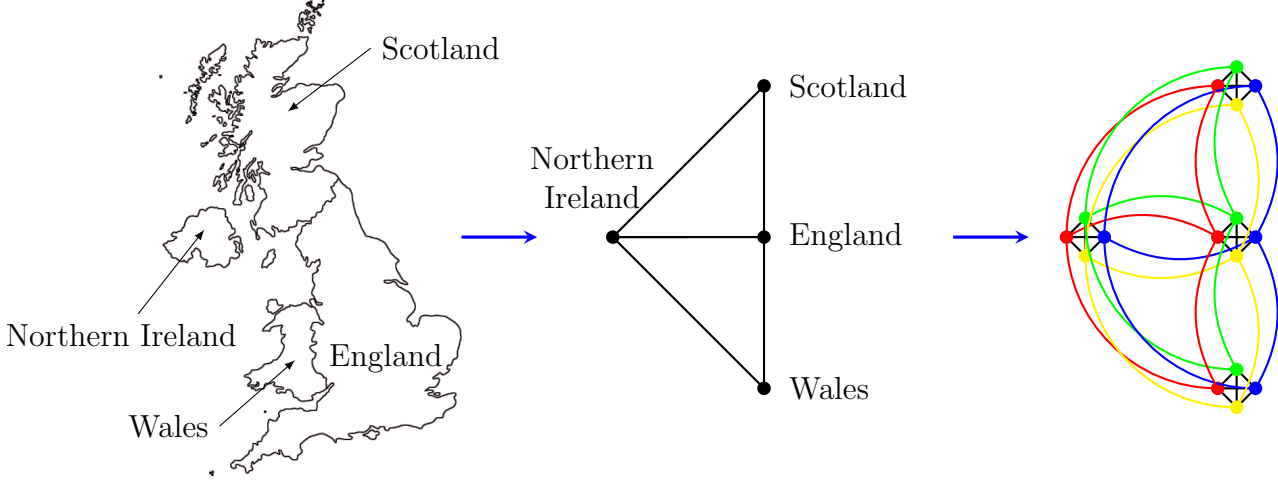 Scotland
Northern Ireland
England
Wales
Scotland
Northern
Ireland
England
Wales